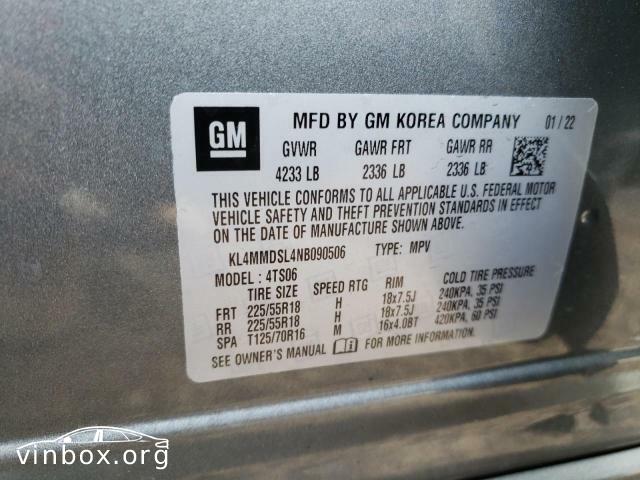 GM
MFD BY GM KOREA COMPANY 01/22
GVWR GAWR FRT GAWR RR
4233 LB 2336 LB 2336 LB
THIS VEHICLE CONFORMS TO ALL APPLICABLE U.S. FEDERAL MOTOR
VEHICLE SAFETY AND THEFT PREVENTION STANDARDS IN EFFECT
ON THE DATE OF MANUFACTURE SHOWN ABOVE.
KL4MMDSL4NB090506 TYPE: MPV
MODEL: 4TS06
TIRE SIZE SPEED RTG RIM COLD TIRE PRESSURE
FRT 225/55R18 H 18x7.5J 240KPA, 35 PSI
RR 225/55R18 H 18x7.5J 240KPA, 35 PSI
SPA T125/70R16 M 16x4.0BT 420KPA, 60 PSI
SEE OWNER'S MANUAL FOR MORE INFORMATION.
vinbox.org